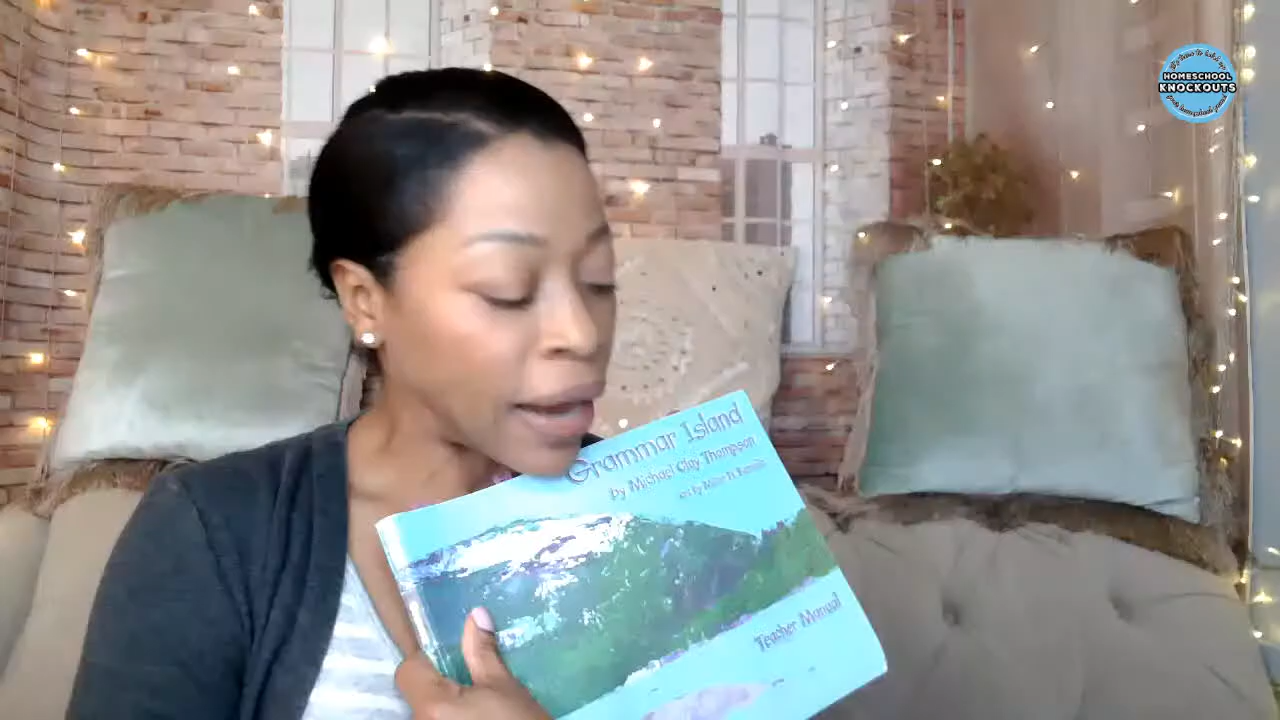 HOMESCHOOL
KNOCKOUTS
Grammar Island
by Michael Clay Thompson
Teacher Manual